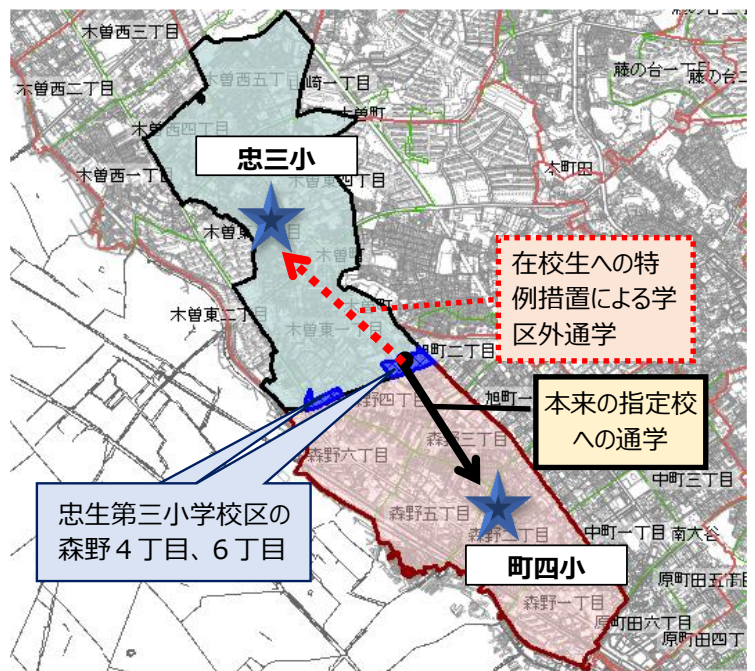 木曽西三丁目
木曽西二丁目
木曽西五丁目
山崎一丁目
木曽町
藤の台一丁目
木曽西四丁目
忠三小
本町田
木曽西一丁目
木曽東四丁目
在校生への特
例措置による学
区外通学
木曽東二丁目
木曽東一丁目
旭町二丁目
本来の指定校
への通学
森野四丁目
森野三丁目
森野六丁目
中町三丁目
忠生第三小学校区の
森野４丁目、６丁目
森野五丁目
中町一丁目
南大谷
町四小
森野一丁目
原町田六丁目
原町田四丁